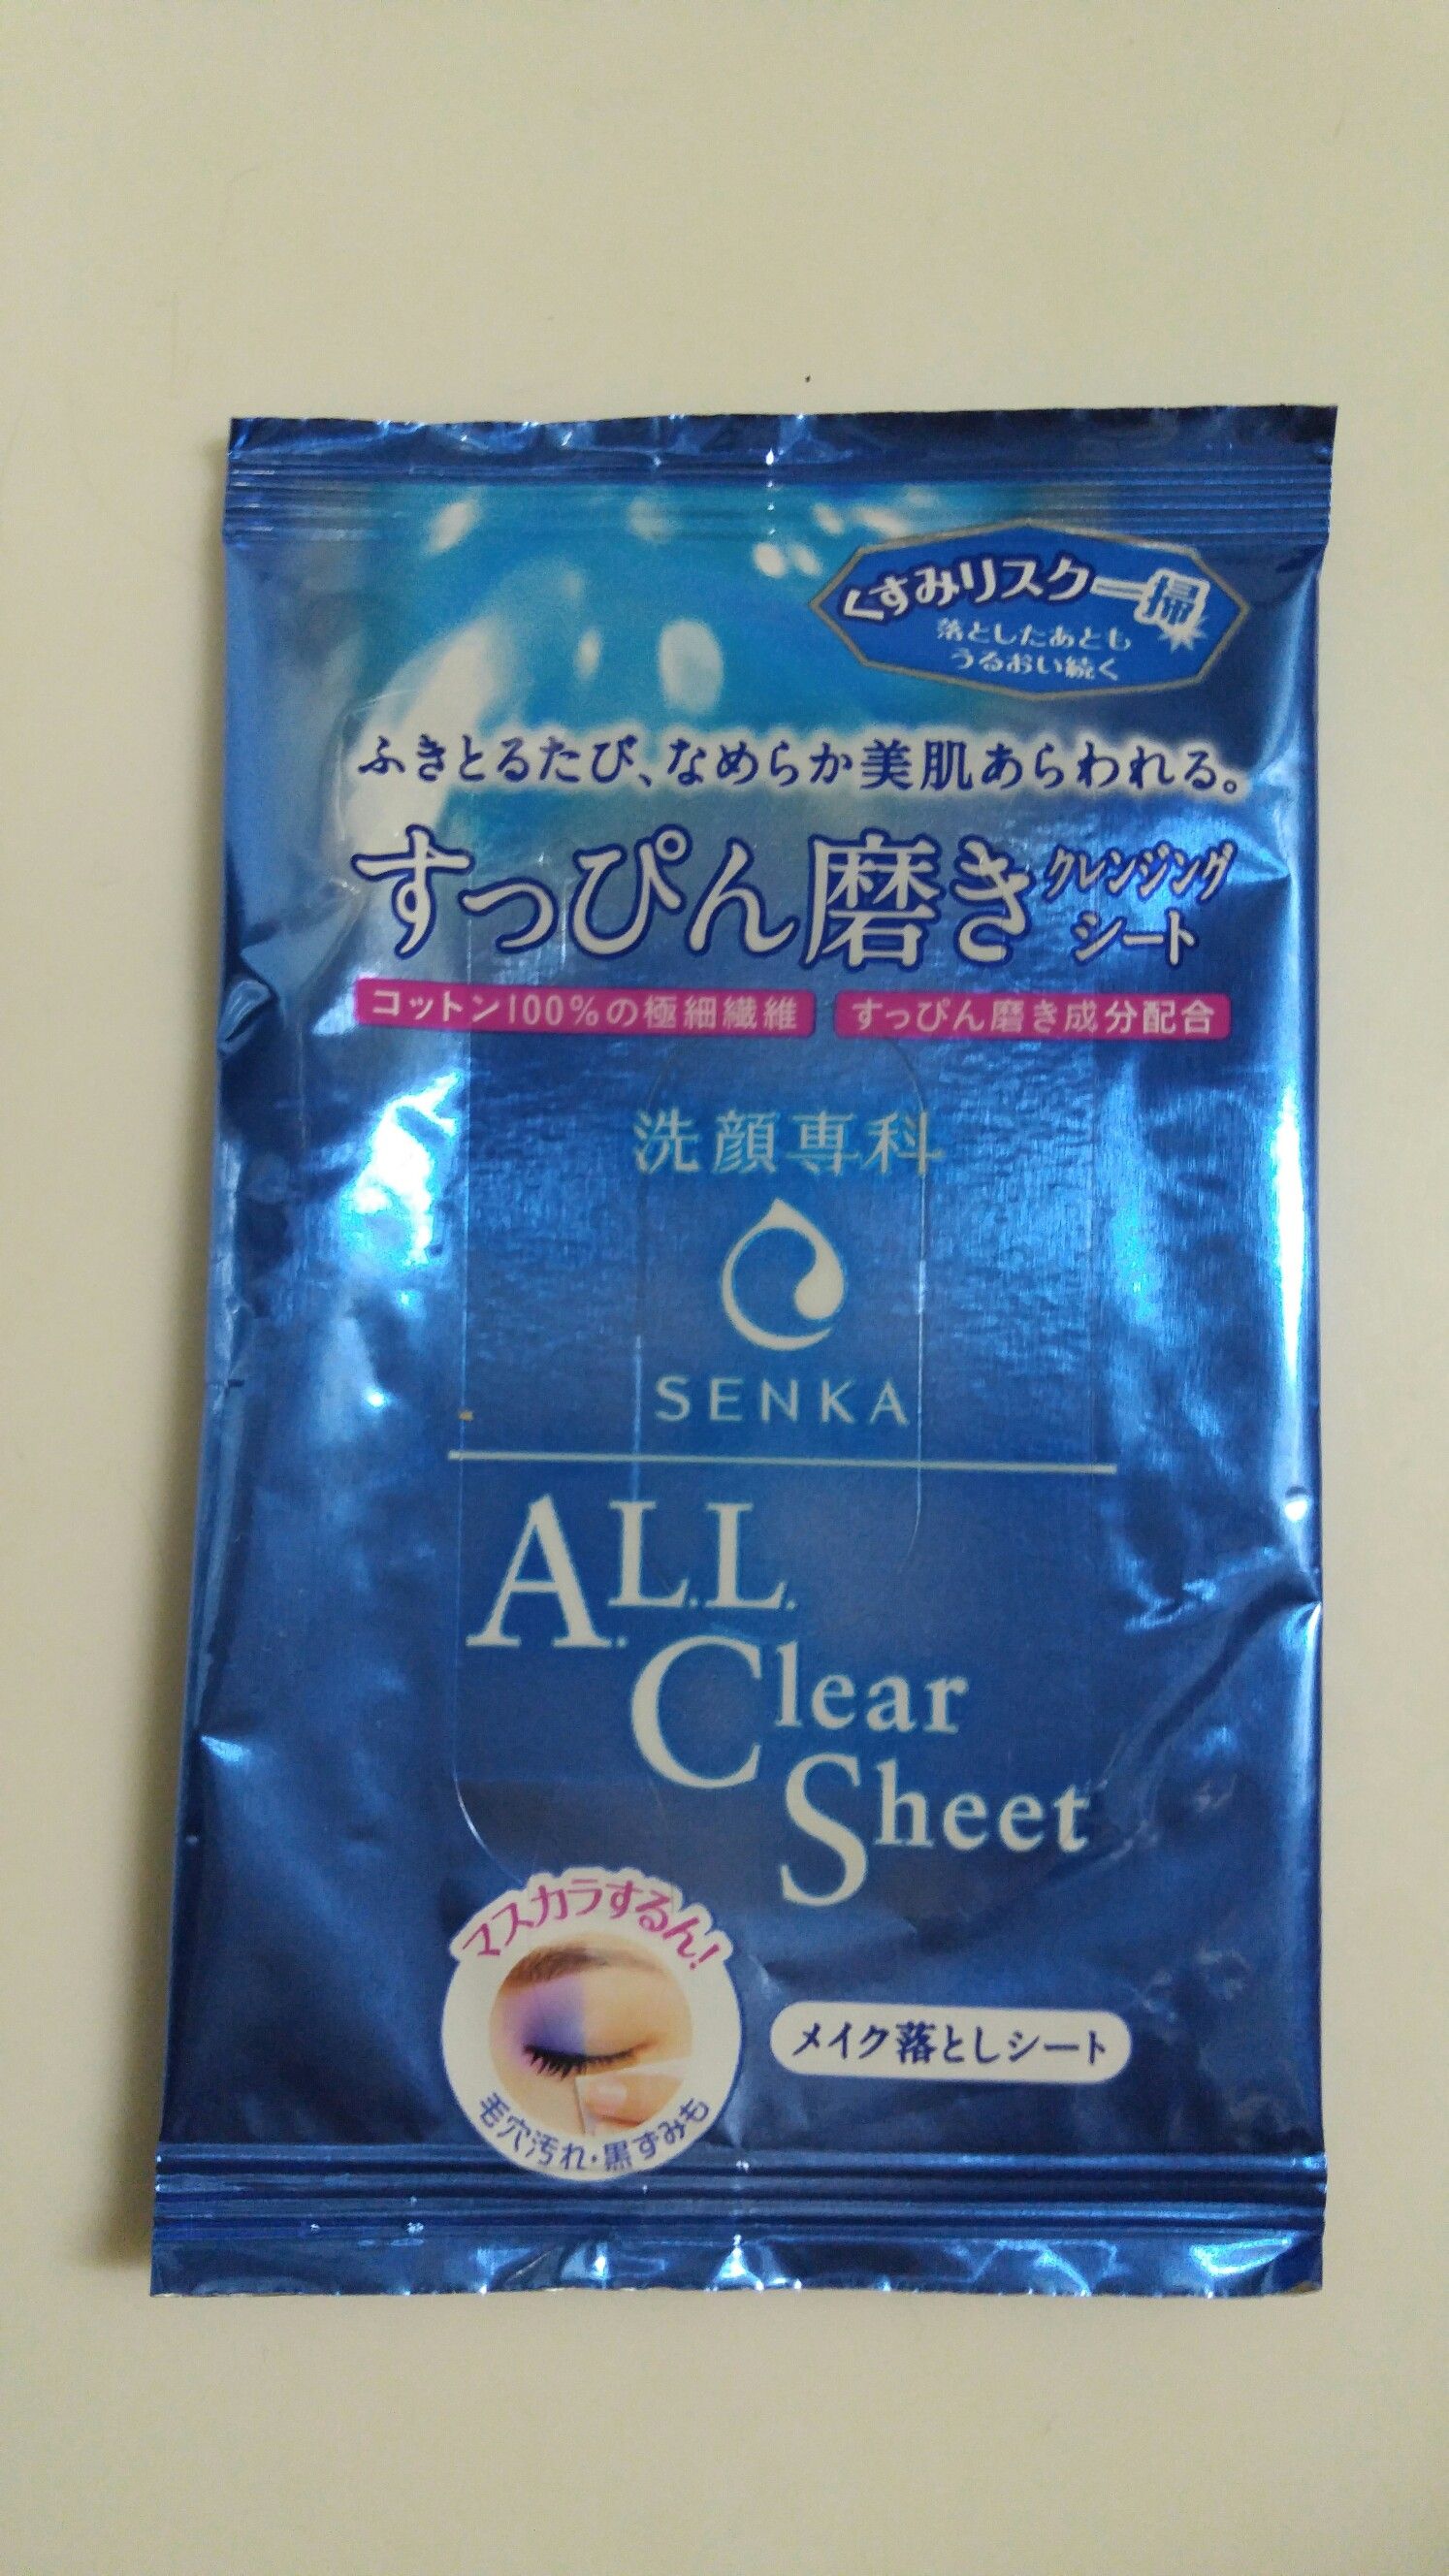 くすみリスク一掃
落としたあとも
うるおい続く
ふきとるたび、なめらか美肌あらわれる。
すっぴん磨き クレンジング
シート
コットン100%の極細繊維 すっぴん磨き成分配合
洗顔専科
SENKA
A.L.L.
Clear
Sheet
マスカラするん!
メイク落としシート
毛穴汚れ・黒ずみも